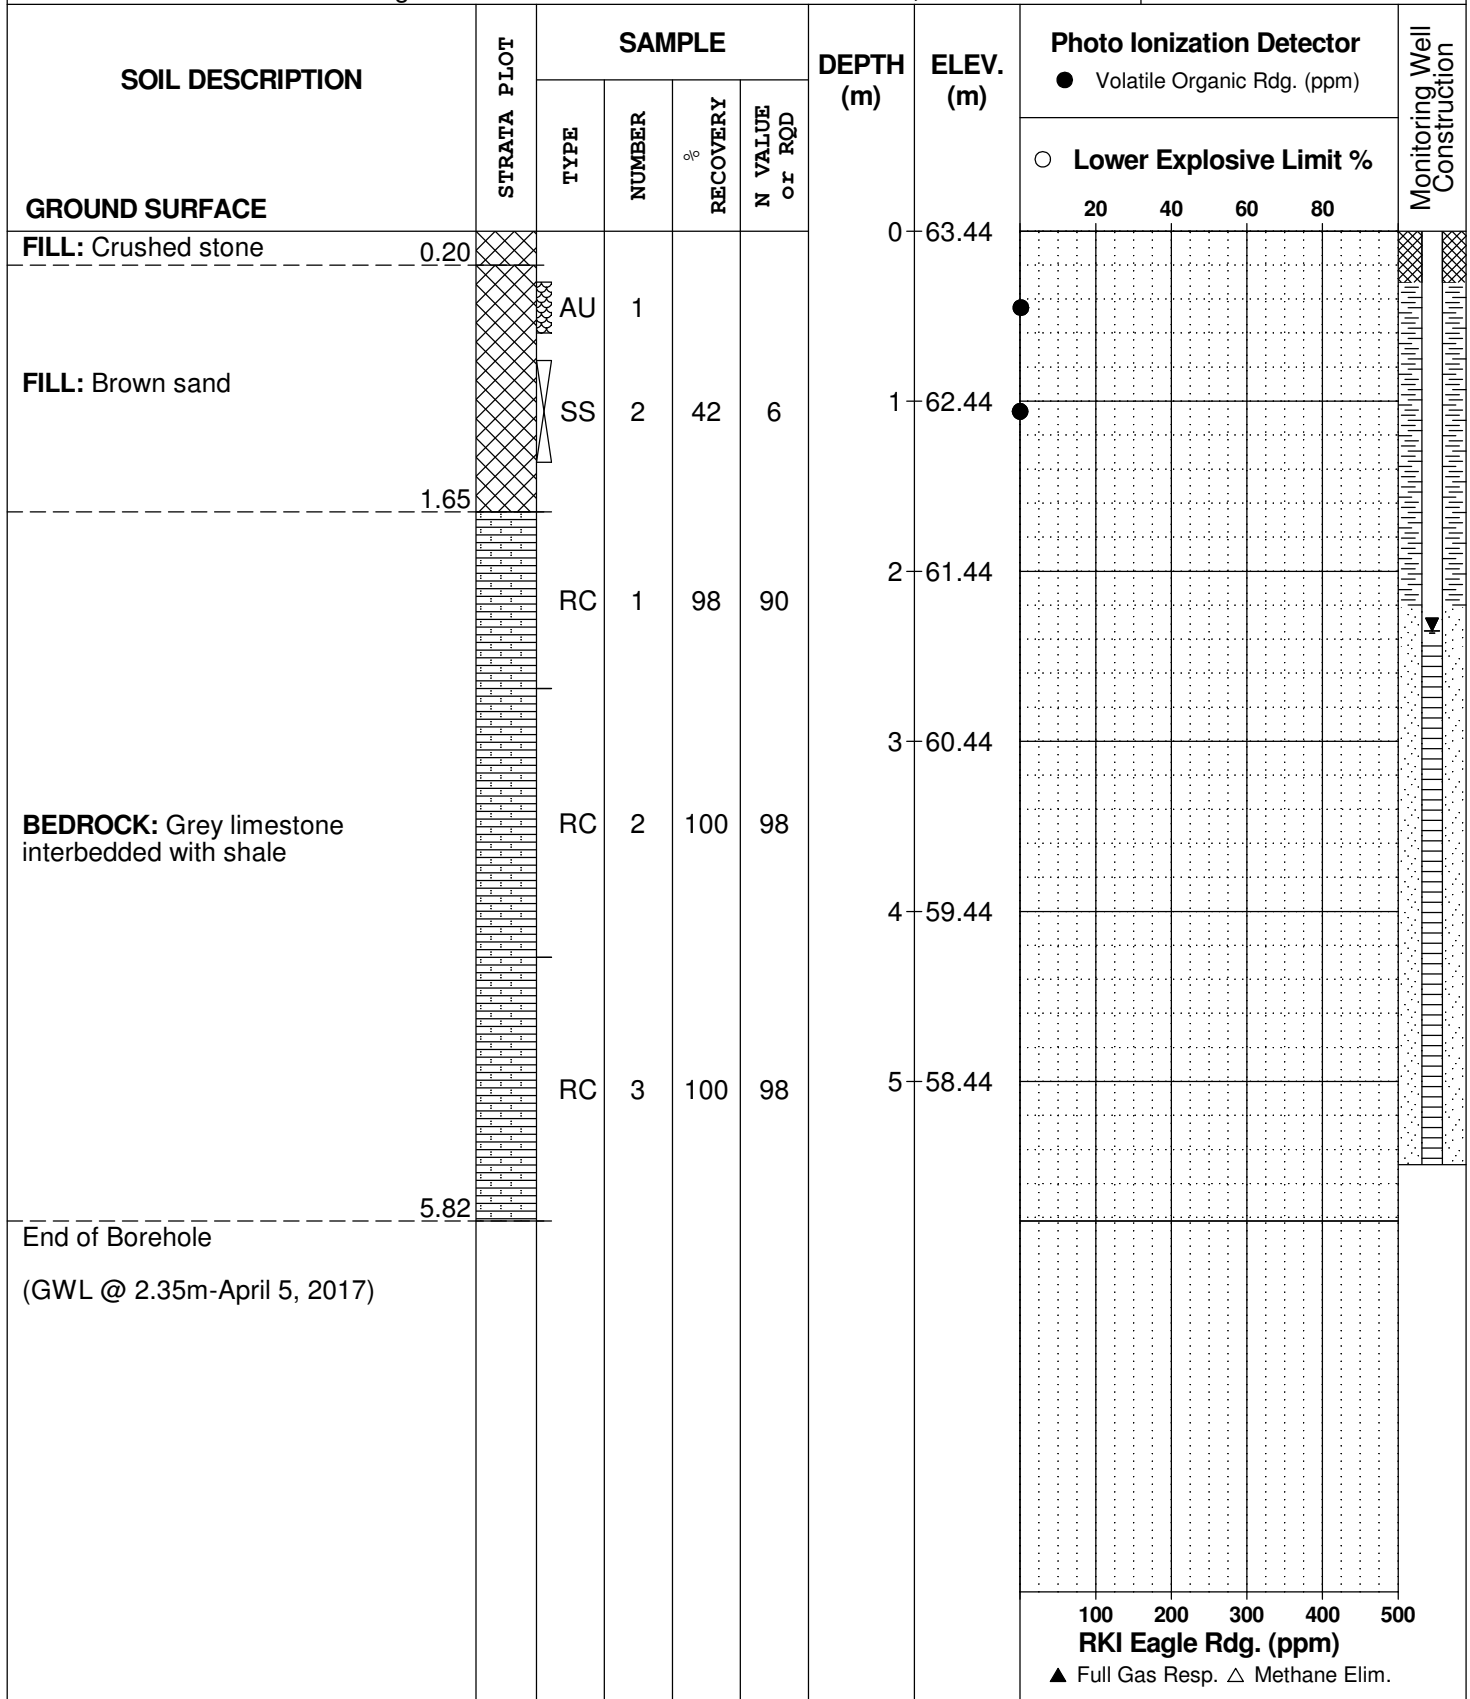 SOIL DESCRIPTION
GROUND SURFACE
STRATA PLOT
SAMPLE
TYPE
NUMBER
% RECOVERY
N VALUE or RQD
DEPTH (m)
ELEV. (m)
Photo Ionization Detector
● Volatile Organic Rdg. (ppm)
○ Lower Explosive Limit %
20 40 60 80
Monitoring Well Construction
0 63.44
FILL: Crushed stone 0.20
AU 1
FILL: Brown sand
SS 2 42 6
1 62.44
1.65
2 61.44
RC 1 98 90
3 60.44
BEDROCK: Grey limestone
interbedded with shale
RC 2 100 98
4 59.44
RC 3 100 98
5 58.44
5.82
End of Borehole
(GWL @ 2.35m-April 5, 2017)
100 200 300 400 500
RKI Eagle Rdg. (ppm)
▲ Full Gas Resp. △ Methane Elim.